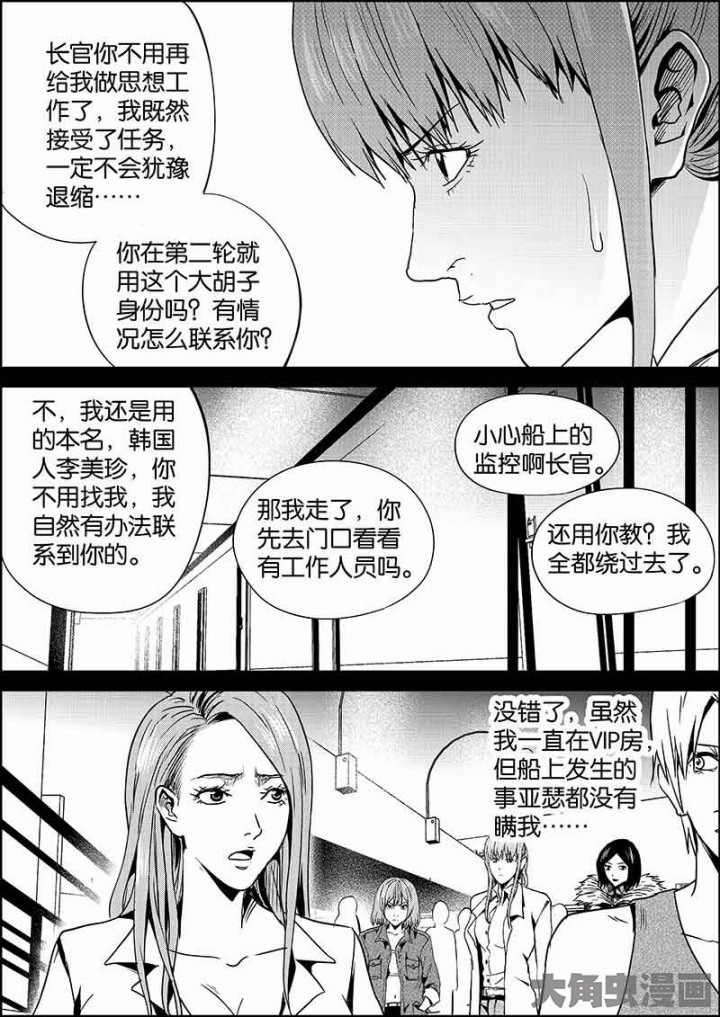 长官你不用再
给我做思想工
作了，我既然
接受了任务，
一定不会犹豫
退缩……
你在第二轮就
用这个大胡子
身份吗？有情
况怎么联系你？
不，我还是用
的本名，韩国
人李美珍，你
不用找我，我
自然有办法联
系到你的。
那我走了，你
先去门口看看
有工作人员吗。
小心船上的
监控啊长官。
还用你教？我
全都绕过去了。
没错了，虽然
我一直在VIP房，
但船上发生的
事亚瑟都没有
瞒我……
大角虫漫画